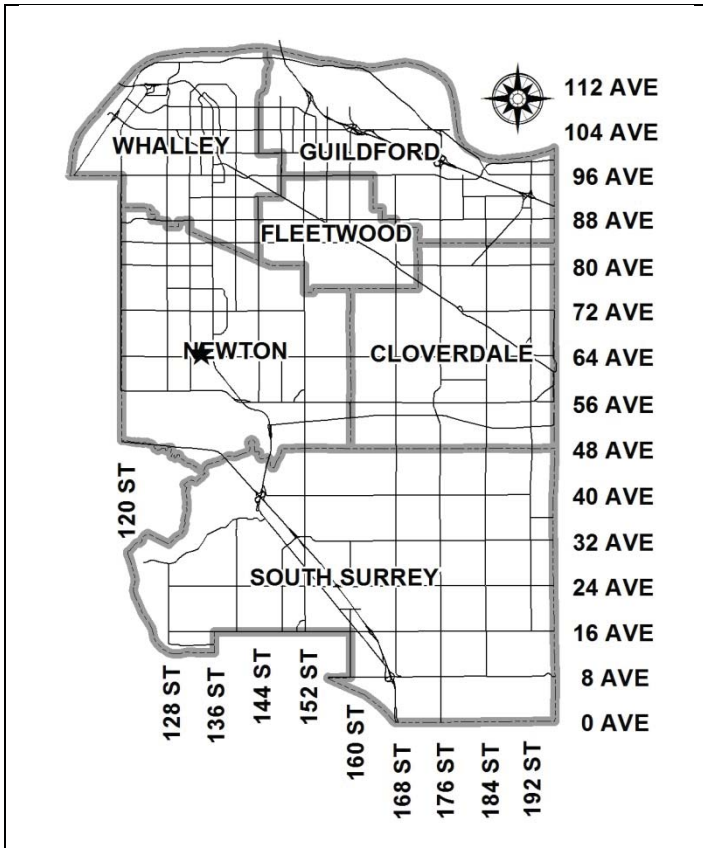 112 AVE
104 AVE
WHALLEY
GUILDFORD
96 AVE
88 AVE
FLEETWOOD
80 AVE
72 AVE
NEWTON
CLOVERDALE
64 AVE
56 AVE
48 AVE
120 ST
40 AVE
32 AVE
SOUTH SURREY
24 AVE
16 AVE
128 ST
136 ST
144 ST
152 ST
160 ST
8 AVE
0 AVE
168 ST
176 ST
184 ST
192 ST